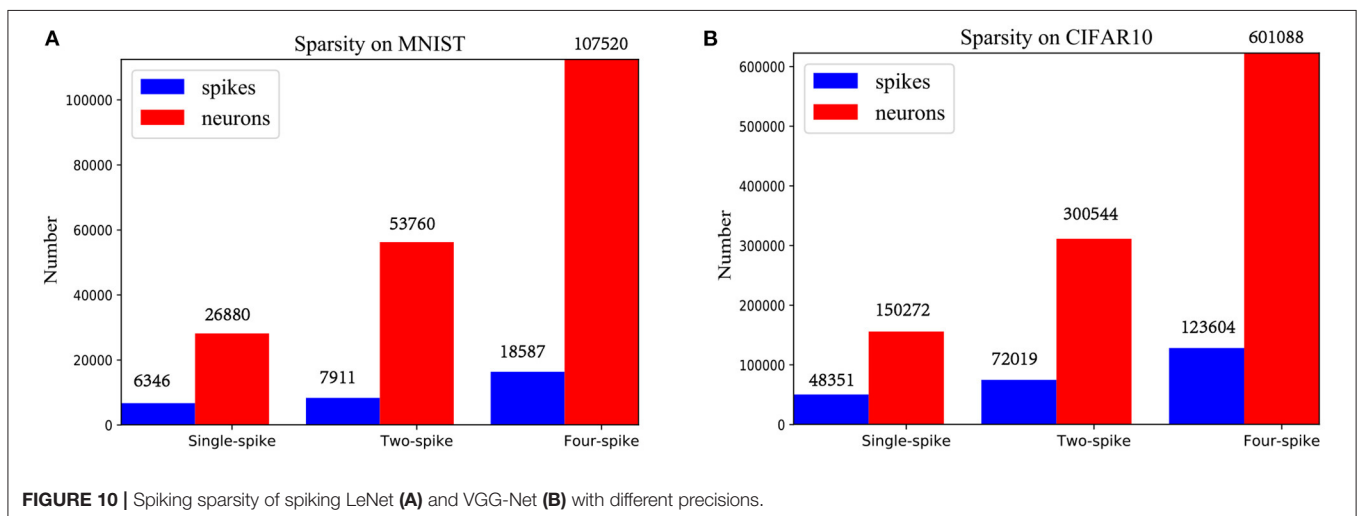 A
Sparsity on MNIST
107520
spikes
neurons
100000
80000
60000
40000
20000
0
Number
6346
26880
7911
53760
18587
Single-spike
Two-spike
Four-spike
B
Sparsity on CIFAR10
601088
spikes
neurons
600000
500000
400000
300000
200000
100000
0
Number
48351
150272
72019
300544
123604
Single-spike
Two-spike
Four-spike
FIGURE 10 | Spiking sparsity of spiking LeNet (A) and VGG-Net (B) with different precisions.